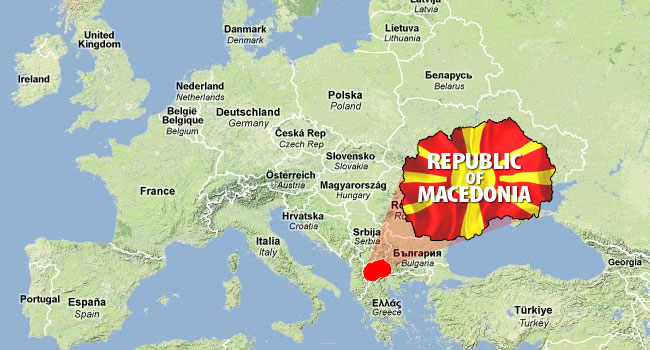 Latvija
Latvia
Danmark
Denmark
Lietuva
Lithuania
United
Kingdom
Ireland
Беларусь
Belarus
Nederland
Netherlands
Polska
Poland
België
Belgique
Belgium
Deutschland
Germany
Česká Rep
Czech Rep
Slovensko
Slovakia
REPUBLIC
OF
MACEDONIA
France
Österreich
Austria
Magyarország
Hungary
Hrvatska
Croatia
Srbija
Serbia
Italia
Italy
България
Bulgaria
Georgia
Portugal
España
Spain
Ελλάς
Greece
Türkiye
Turkey